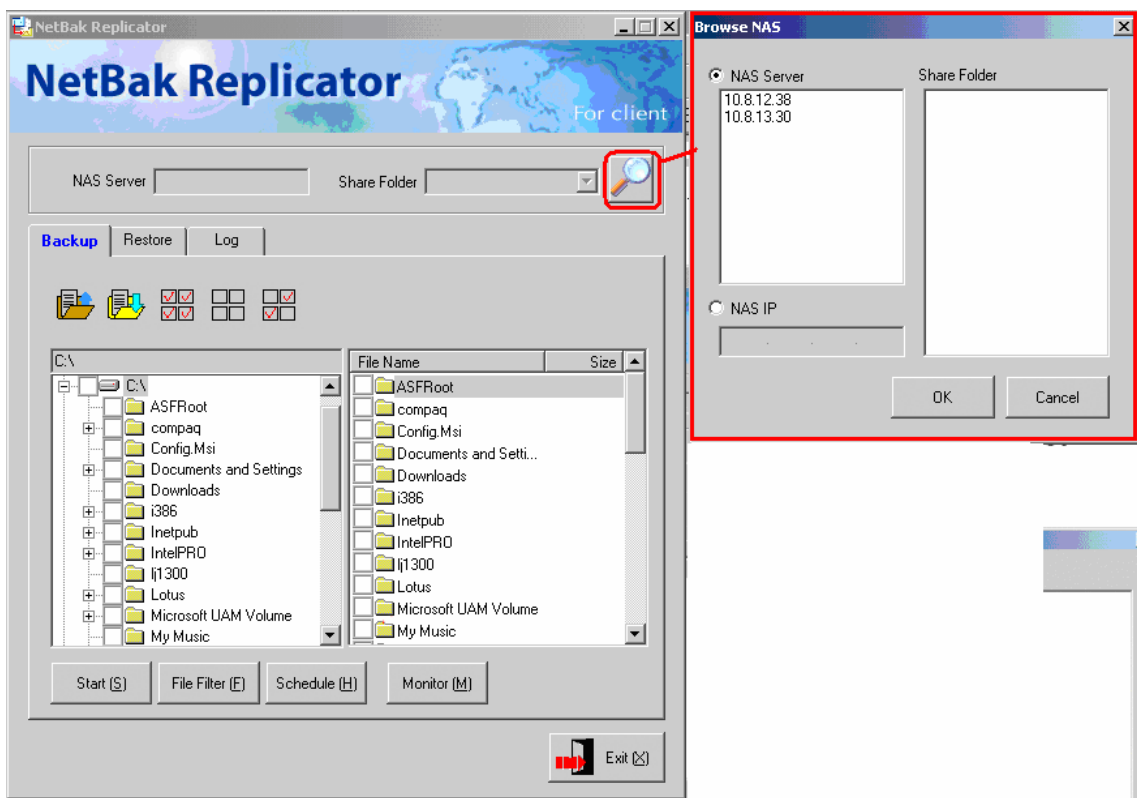 NetBak Replicator
NetBak Replicator
For client
NAS Server
Share Folder
Backup
Restore
Log
C:\
C:\
ASFRoot
compaq
Config.Msi
Documents and Settings
Downloads
i386
Inetpub
IntelPRO
lj1300
Lotus
Microsoft UAM Volume
My Music
File Name
Size
ASFRoot
compaq
Config.Msi
Documents and Setti...
Downloads
i386
Inetpub
IntelPRO
lj1300
Lotus
Microsoft UAM Volume
My Music
Start (S)
File Filter (F)
Schedule (H)
Monitor (M)
Exit (X)
Browse NAS
NAS Server
Share Folder
10.8.12.38
10.8.13.30
NAS IP
. . .
OK
Cancel